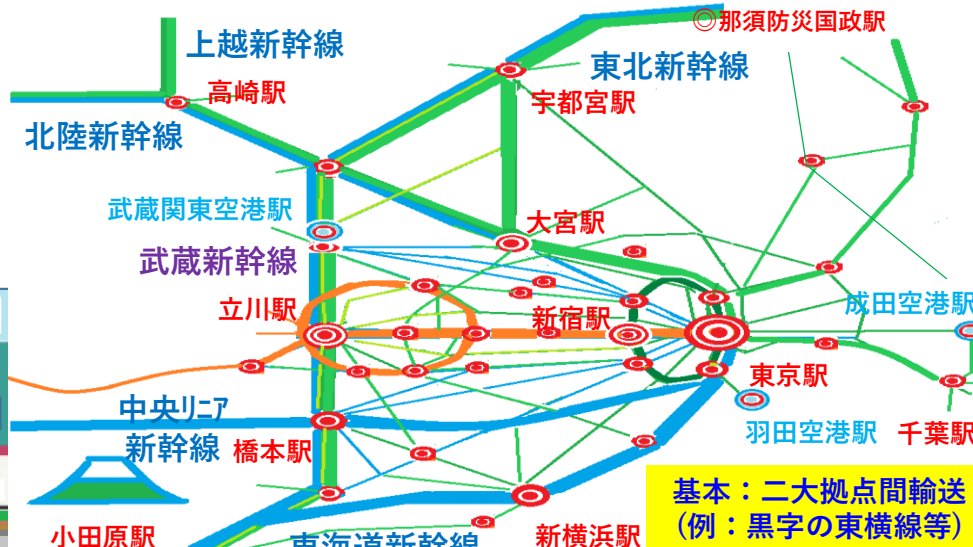 ◎那須防災国政駅
上越新幹線
東北新幹線
高崎駅
宇都宮駅
北陸新幹線
武蔵関東空港駅
大宮駅
武蔵新幹線
立川駅
新宿駅
成田空港駅
東京駅
中央リニア
新幹線
橋本駅
羽田空港駅
千葉駅
基本：二大拠点間輸送
(例：黒字の東横線等)
小田原駅
東海道新幹線
新横浜駅